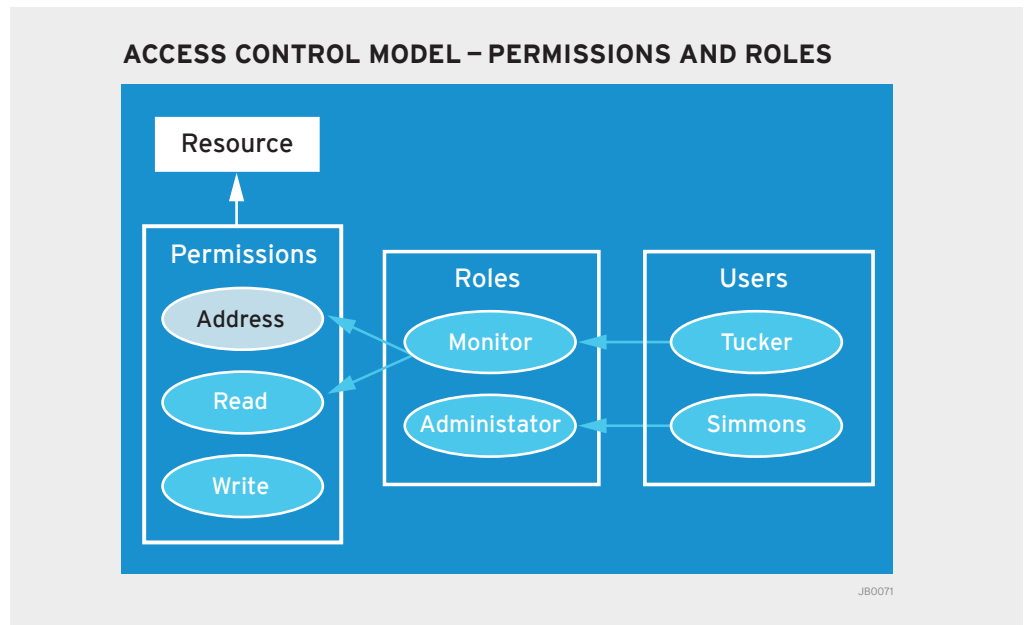 ACCESS CONTROL MODEL – PERMISSIONS AND ROLES
Resource
Permissions
Address
Read
Write
Roles
Monitor
Administator
Users
Tucker
Simmons
JB0071